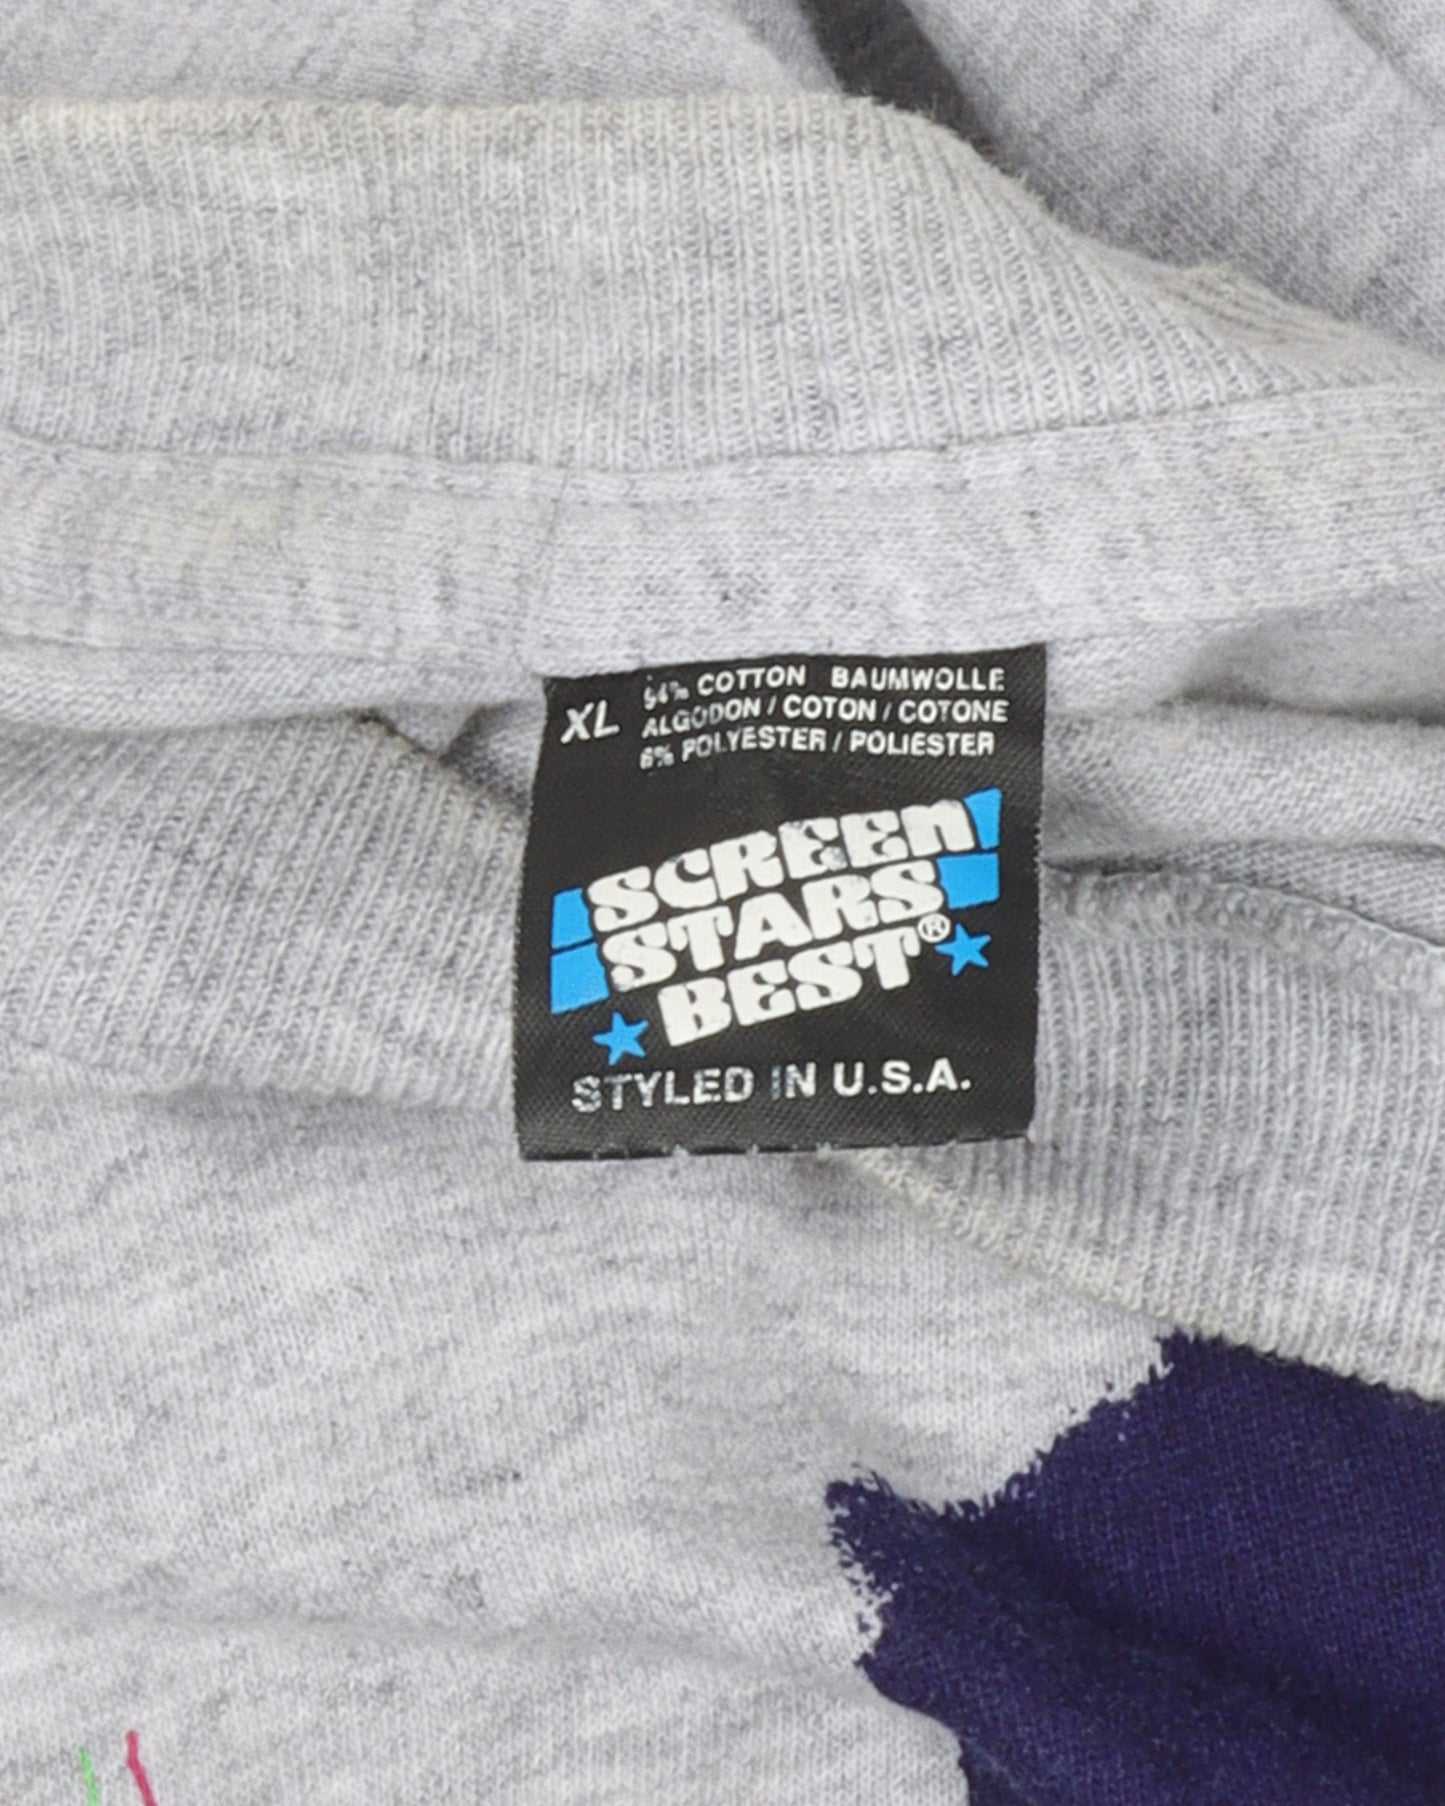 XL
94% COTTON BAUMWOLLE
ALGODON / COTON / COTONE
6% POLYESTER / POLIESTER
SCREEN
STARS
BEST®
STYLED IN U.S.A.